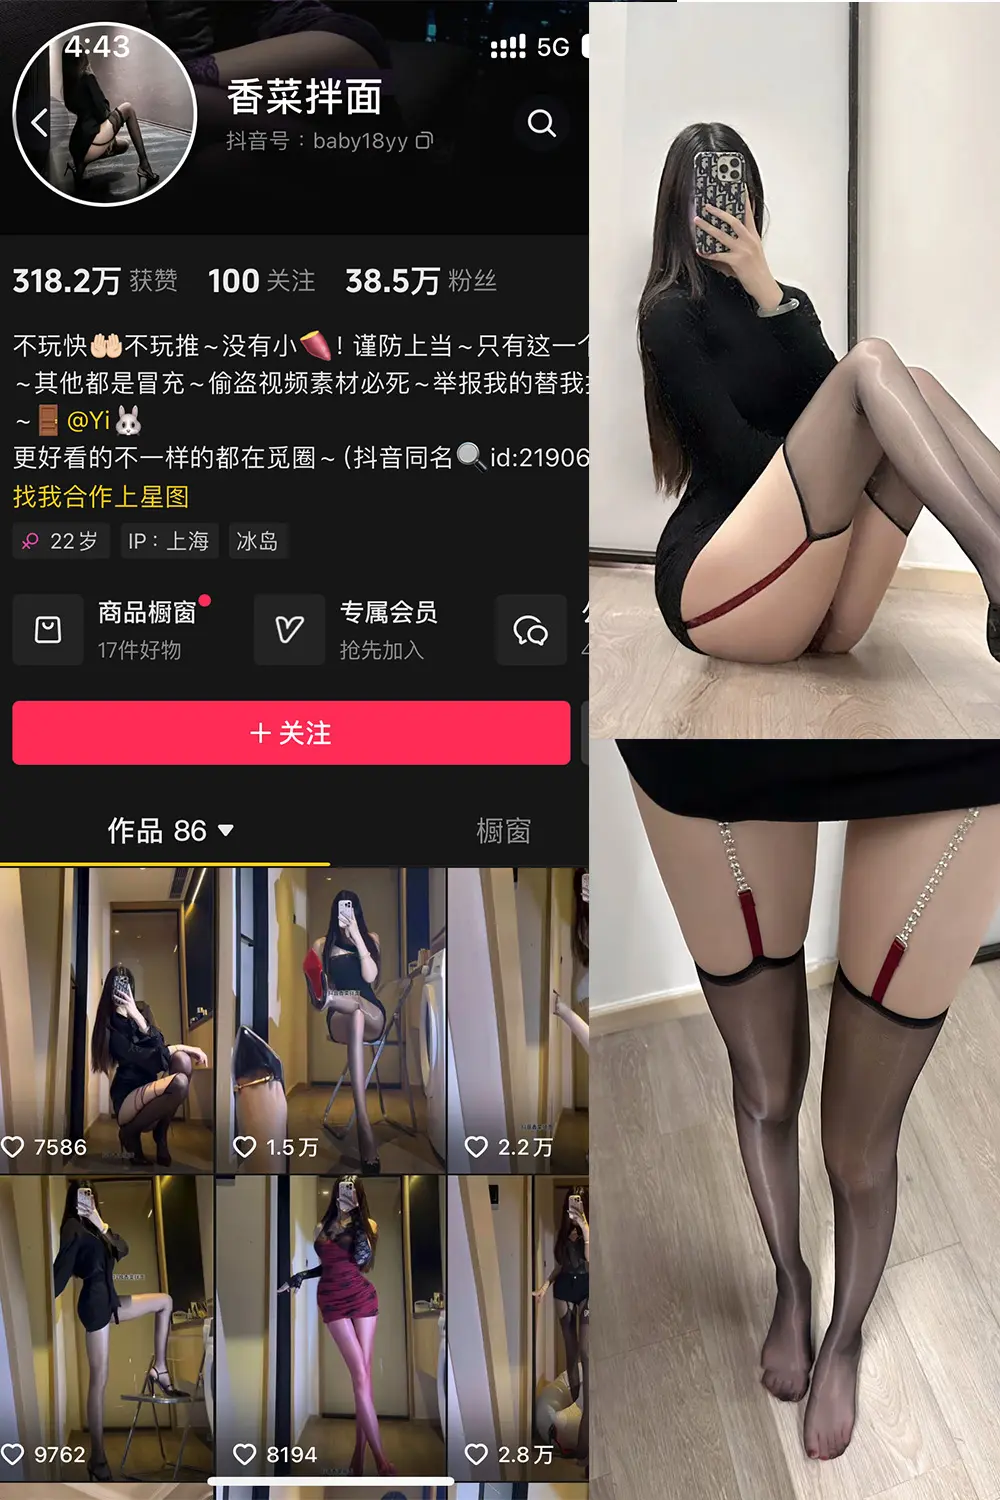 4:43
5G
香菜拌面
抖音号：baby18yy
318.2万 获赞 100 关注 38.5万 粉丝
不玩快🤲🏻不玩推～没有小🍠！谨防上当～只有这一个
～其他都是冒充～偷盗视频素材必死～举报我的替我
～🚪@Yi🐰
更好看的不一样的都在觅圈～（抖音同名🔍id:21906
找我合作上星图
22岁 IP：上海 冰岛
商品橱窗
17件好物
专属会员
抢先加入
＋关注
作品 86
橱窗
7586
1.5万
2.2万
9762
8194
2.8万